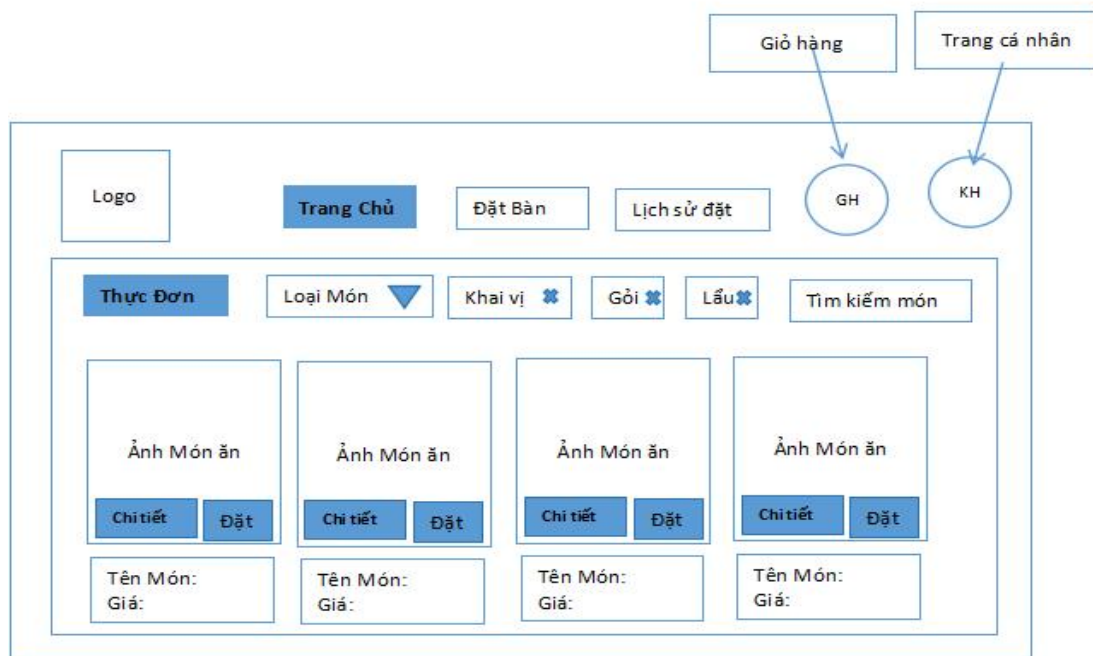 Giỏ hàng
Trang cá nhân
Logo
Trang Chủ
Đặt Bàn
Lịch sử đặt
GH
KH
Thực Đơn
Loại Món
Khai vị
Gỏi
Lẩu
Tìm kiếm món
Ảnh Món ăn
Ảnh Món ăn
Ảnh Món ăn
Ảnh Món ăn
Chi tiết
Đặt
Chi tiết
Đặt
Chi tiết
Đặt
Chi tiết
Đặt
Tên Món:
Giá:
Tên Món:
Giá:
Tên Món:
Giá:
Tên Món:
Giá: